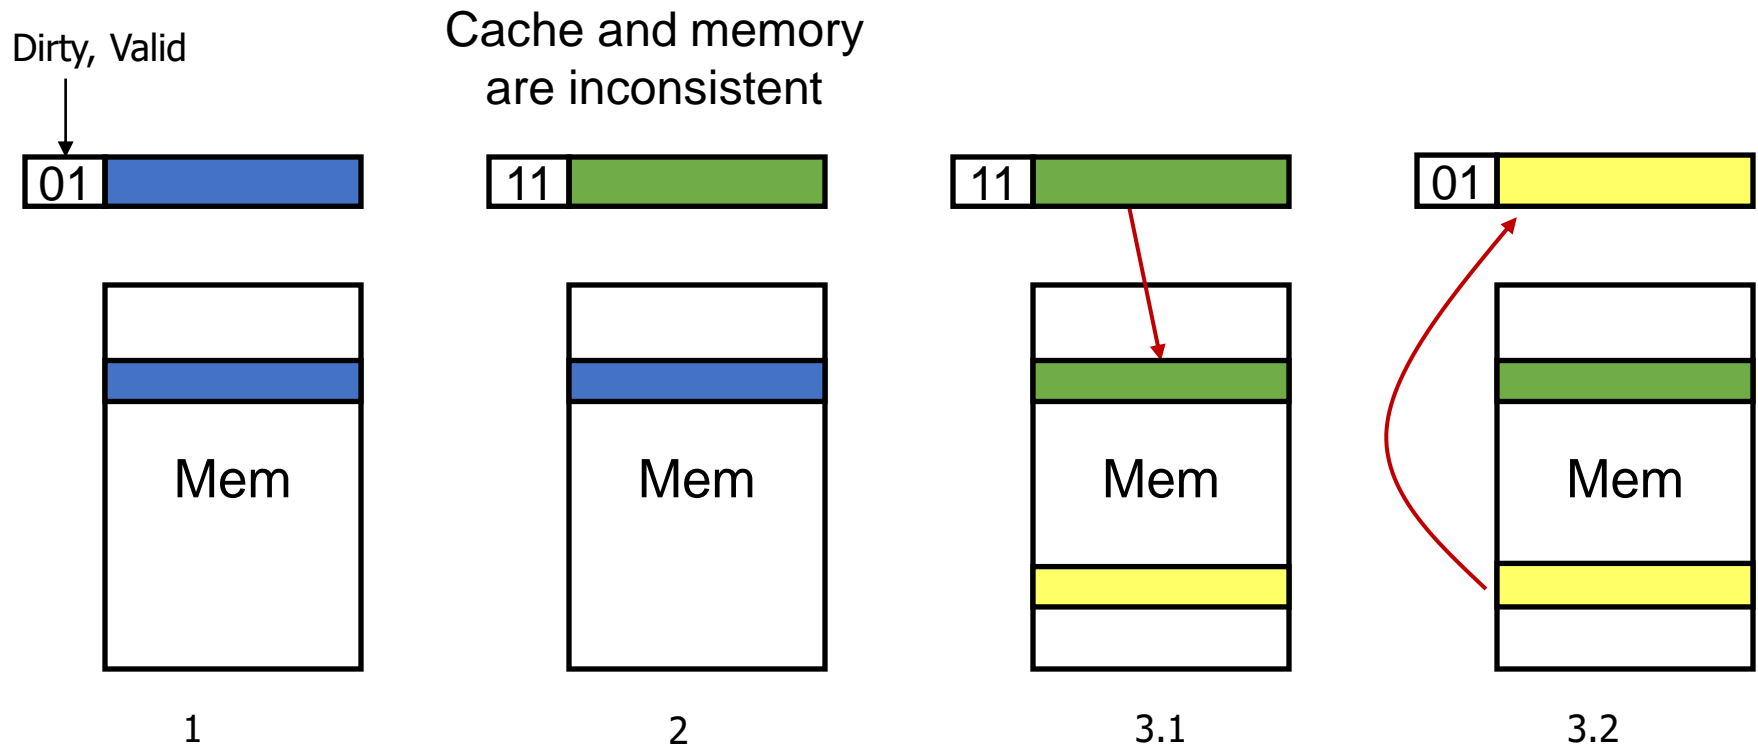 Dirty, Valid
Cache and memory
are inconsistent
01
11
11
01
Mem
Mem
Mem
Mem
1
2
3.1
3.2